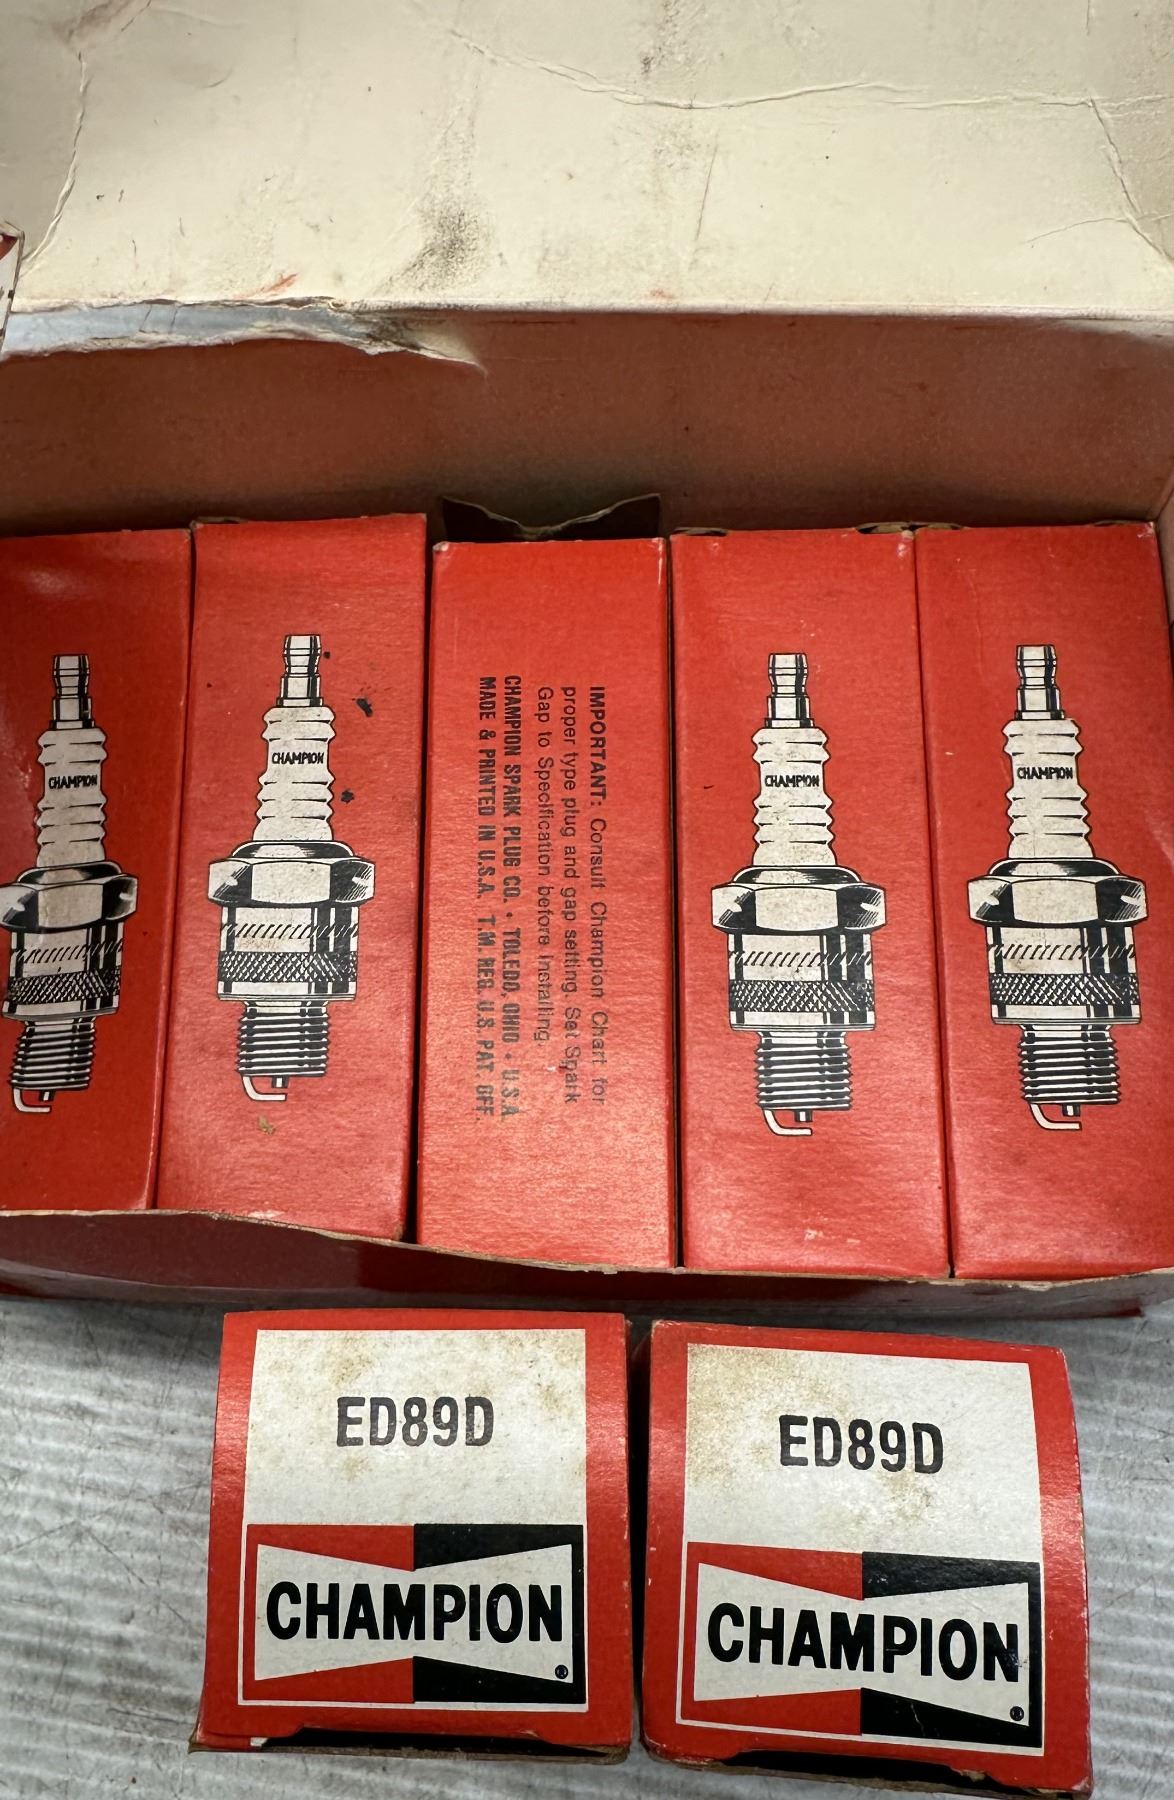 CHAMPION
CHAMPION
IMPORTANT: Consult Champion Chart for
proper type plug and gap setting. Set Spark
Gap to Specification before Installing.
CHAMPION SPARK PLUG CO. • TOLEDO, OHIO • U.S.A
MADE & PRINTED IN U.S.A. T.M. REG. U.S. PAT. OFF.
CHAMPION
CHAMPION
ED89D
CHAMPION
®
ED89D
CHAMPION
®